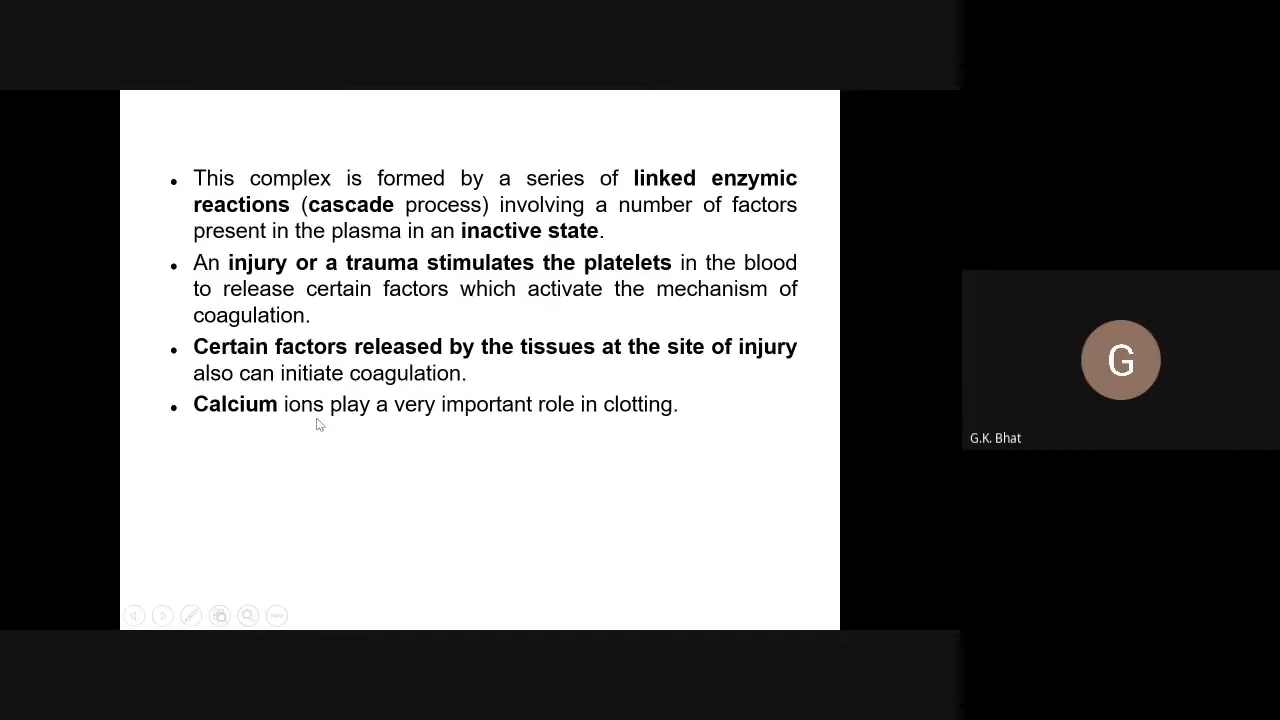 • This complex is formed by a series of linked enzymic
reactions (cascade process) involving a number of factors
present in the plasma in an inactive state.
• An injury or a trauma stimulates the platelets in the blood
to release certain factors which activate the mechanism of
coagulation.
• Certain factors released by the tissues at the site of injury
also can initiate coagulation.
• Calcium ions play a very important role in clotting.
G
G.K. Bhat